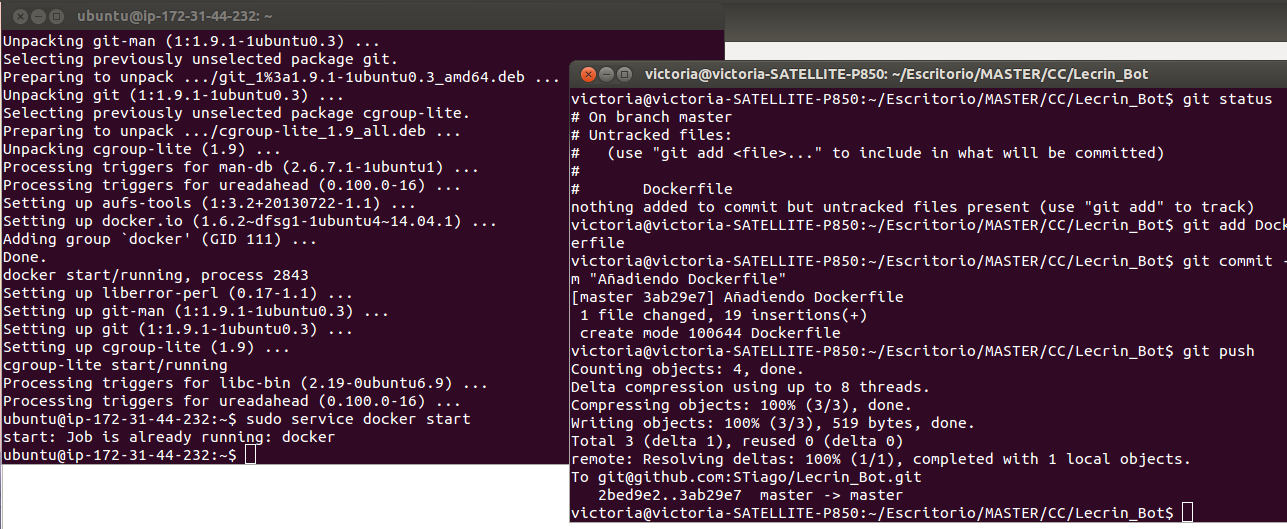 ubuntu@ip-172-31-44-232: ~
Unpacking git-man (1:1.9.1-1ubuntu0.3) ...
Selecting previously unselected package git.
Preparing to unpack .../git_1%3a1.9.1-1ubuntu0.3_amd64.deb ...
Unpacking git (1:1.9.1-1ubuntu0.3) ...
Selecting previously unselected package cgroup-lite.
Preparing to unpack .../cgroup-lite_1.9_all.deb ...
Unpacking cgroup-lite (1.9) ...
Processing triggers for man-db (2.6.7.1-1ubuntu1) ...
Processing triggers for ureadahead (0.100.0-16) ...
Setting up aufs-tools (1:3.2+20130722-1.1) ...
Setting up docker.io (1.6.2~dfsg1-1ubuntu4~14.04.1) ...
Adding group `docker' (GID 111) ...
Done.
docker start/running, process 2843
Setting up liberror-perl (0.17-1.1) ...
Setting up git-man (1:1.9.1-1ubuntu0.3) ...
Setting up git (1:1.9.1-1ubuntu0.3) ...
Setting up cgroup-lite (1.9) ...
cgroup-lite start/running
Processing triggers for libc-bin (2.19-0ubuntu6.9) ...
Processing triggers for ureadahead (0.100.0-16) ...
ubuntu@ip-172-31-44-232:~$ sudo service docker start
start: Job is already running: docker
ubuntu@ip-172-31-44-232:~$
victoria@victoria-SATELLITE-P850: ~/Escritorio/MASTER/CC/Lecrin_Bot
victoria@victoria-SATELLITE-P850:~/Escritorio/MASTER/CC/Lecrin_Bot$ git status
# On branch master
# Untracked files:
#   (use "git add <file>..." to include in what will be committed)
#
#       Dockerfile
nothing added to commit but untracked files present (use "git add" to track)
victoria@victoria-SATELLITE-P850:~/Escritorio/MASTER/CC/Lecrin_Bot$ git add Dock
erfile
victoria@victoria-SATELLITE-P850:~/Escritorio/MASTER/CC/Lecrin_Bot$ git commit -
m "Añadiendo Dockerfile"
[master 3ab29e7] Añadiendo Dockerfile
 1 file changed, 19 insertions(+)
 create mode 100644 Dockerfile
victoria@victoria-SATELLITE-P850:~/Escritorio/MASTER/CC/Lecrin_Bot$ git push
Counting objects: 4, done.
Delta compression using up to 8 threads.
Compressing objects: 100% (3/3), done.
Writing objects: 100% (3/3), 519 bytes, done.
Total 3 (delta 1), reused 0 (delta 0)
remote: Resolving deltas: 100% (1/1), completed with 1 local objects.
To git@github.com:STiago/Lecrin_Bot.git
   2bed9e2..3ab29e7  master -> master
victoria@victoria-SATELLITE-P850:~/Escritorio/MASTER/CC/Lecrin_Bot$